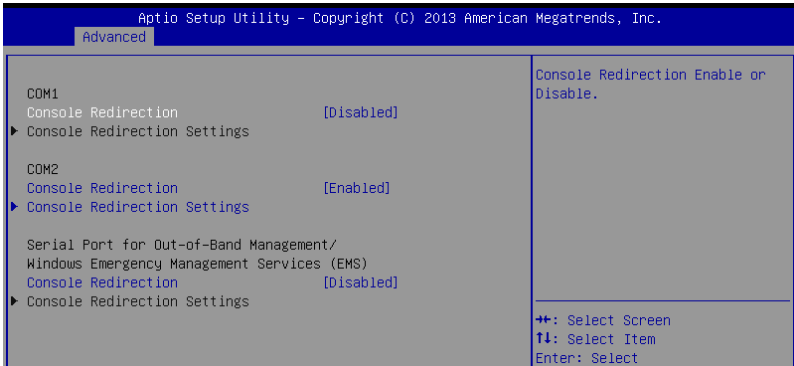 Aptio Setup Utility – Copyright (C) 2013 American Megatrends, Inc.
Advanced
COM1
Console Redirection [Disabled]
Console Redirection Settings
COM2
Console Redirection [Enabled]
Console Redirection Settings
Serial Port for Out-of-Band Management/
Windows Emergency Management Services (EMS)
Console Redirection [Disabled]
Console Redirection Settings
Console Redirection Enable or
Disable.
→←: Select Screen
↑↓: Select Item
Enter: Select